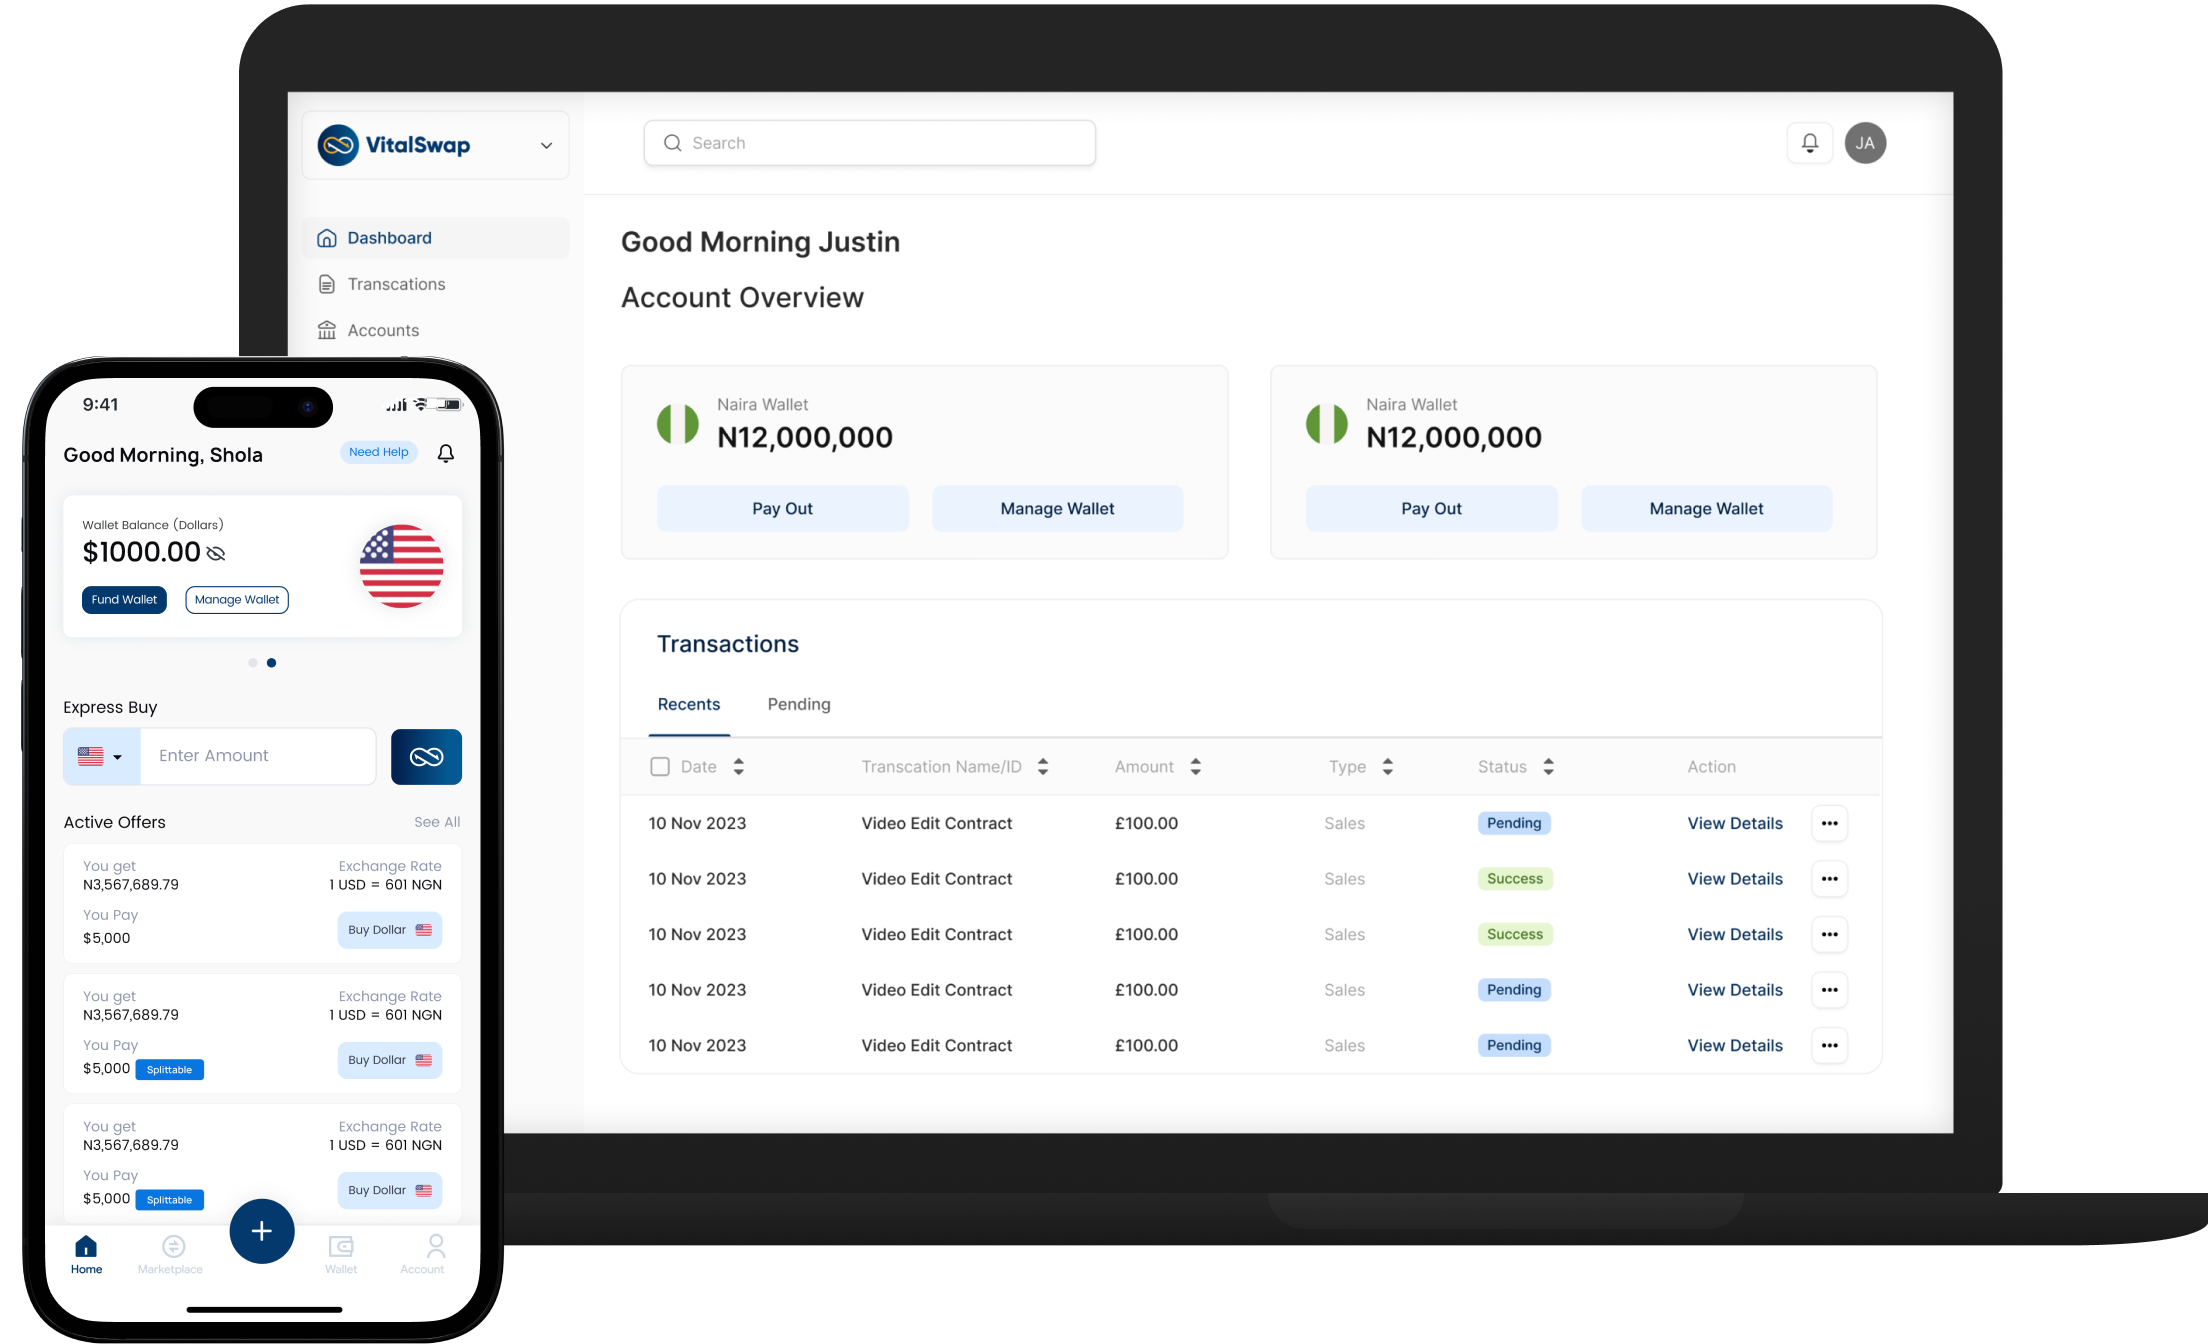 VitalSwap
Search
JA
Dashboard
Transcations
Accounts
Good Morning Justin
Account Overview
Naira Wallet
N12,000,000
Pay Out
Manage Wallet
Naira Wallet
N12,000,000
Pay Out
Manage Wallet
Transactions
Recents Pending
Date Transcation Name/ID Amount Type Status Action
10 Nov 2023 Video Edit Contract £100.00 Sales Pending View Details
10 Nov 2023 Video Edit Contract £100.00 Sales Success View Details
10 Nov 2023 Video Edit Contract £100.00 Sales Success View Details
10 Nov 2023 Video Edit Contract £100.00 Sales Pending View Details
10 Nov 2023 Video Edit Contract £100.00 Sales Pending View Details
9:41
Good Morning, Shola Need Help
Wallet Balance (Dollars)
$1000.00
Fund Wallet Manage Wallet
Express Buy
Enter Amount
Active Offers See All
You get Exchange Rate
N3,567,689.79 1 USD = 601 NGN
You Pay
$5,000 Buy Dollar
You get Exchange Rate
N3,567,689.79 1 USD = 601 NGN
You Pay
$5,000 Splittable Buy Dollar
You get Exchange Rate
N3,567,689.79 1 USD = 601 NGN
You Pay
$5,000 Splittable Buy Dollar
Home Marketplace Wallet Account